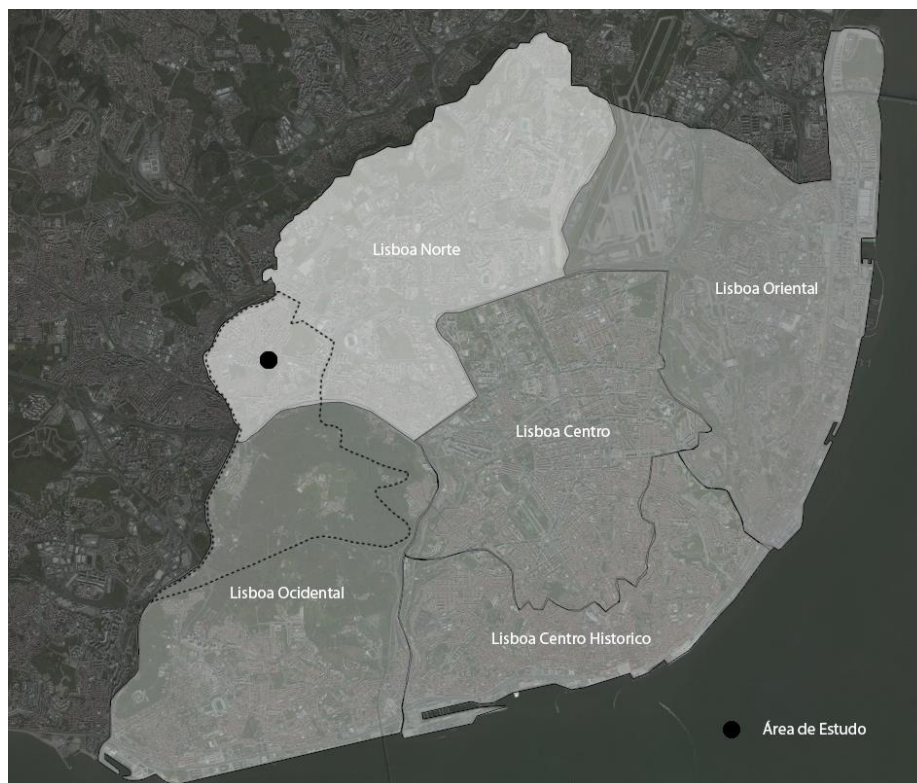 Lisboa Norte
Lisboa Oriental
Lisboa Centro
Lisboa Ocidental
Lisboa Centro Historico
Área de Estudo